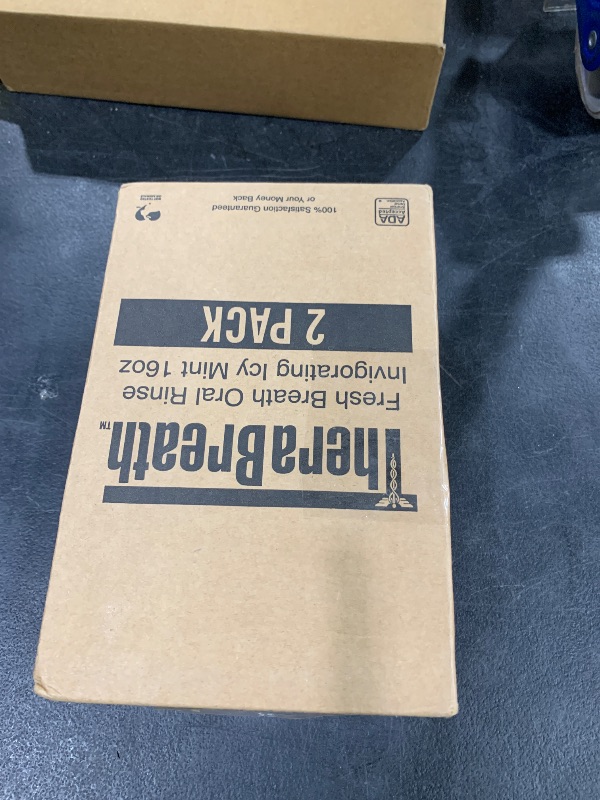 TheraBreath™
Fresh Breath Oral Rinse
Invigorating Icy Mint 16oz
2 PACK
ADA
Accepted
100% Satisfaction Guaranteed
or Your Money Back